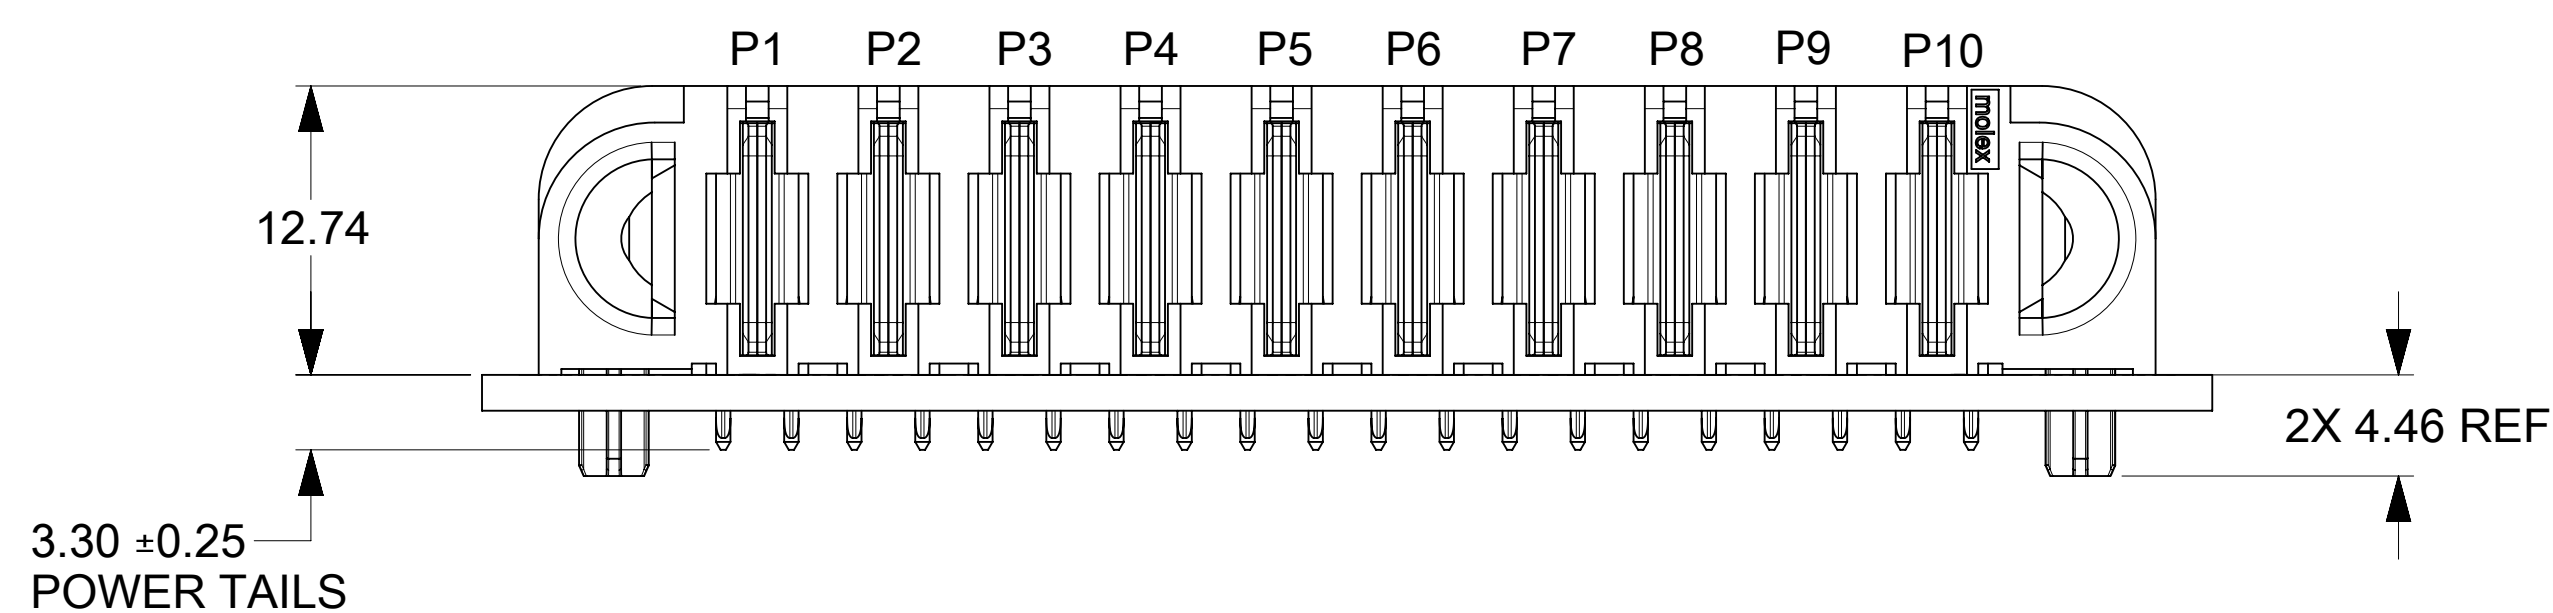 P1 P2 P3 P4 P5 P6 P7 P8 P9 P10
molex
12.74
2X 4.46 REF
3.30 ±0.25
POWER TAILS